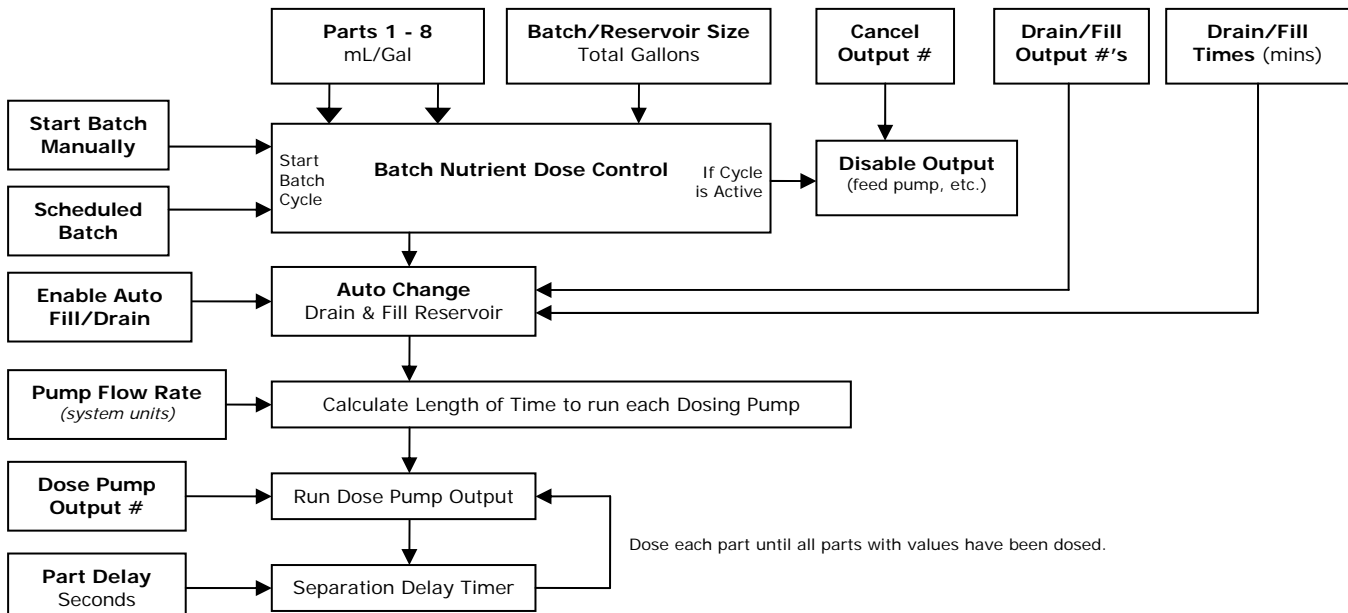 Parts 1 - 8
mL/Gal
Batch/Reservoir Size
Total Gallons
Cancel
Output #
Drain/Fill
Output #'s
Drain/Fill
Times (mins)
Start Batch
Manually
Scheduled
Batch
Start
Batch
Cycle
Batch Nutrient Dose Control
If Cycle
is Active
Disable Output
(feed pump, etc.)
Enable Auto
Fill/Drain
Auto Change
Drain & Fill Reservoir
Pump Flow Rate
(system units)
Calculate Length of Time to run each Dosing Pump
Dose Pump
Output #
Run Dose Pump Output
Dose each part until all parts with values have been dosed.
Part Delay
Seconds
Separation Delay Timer